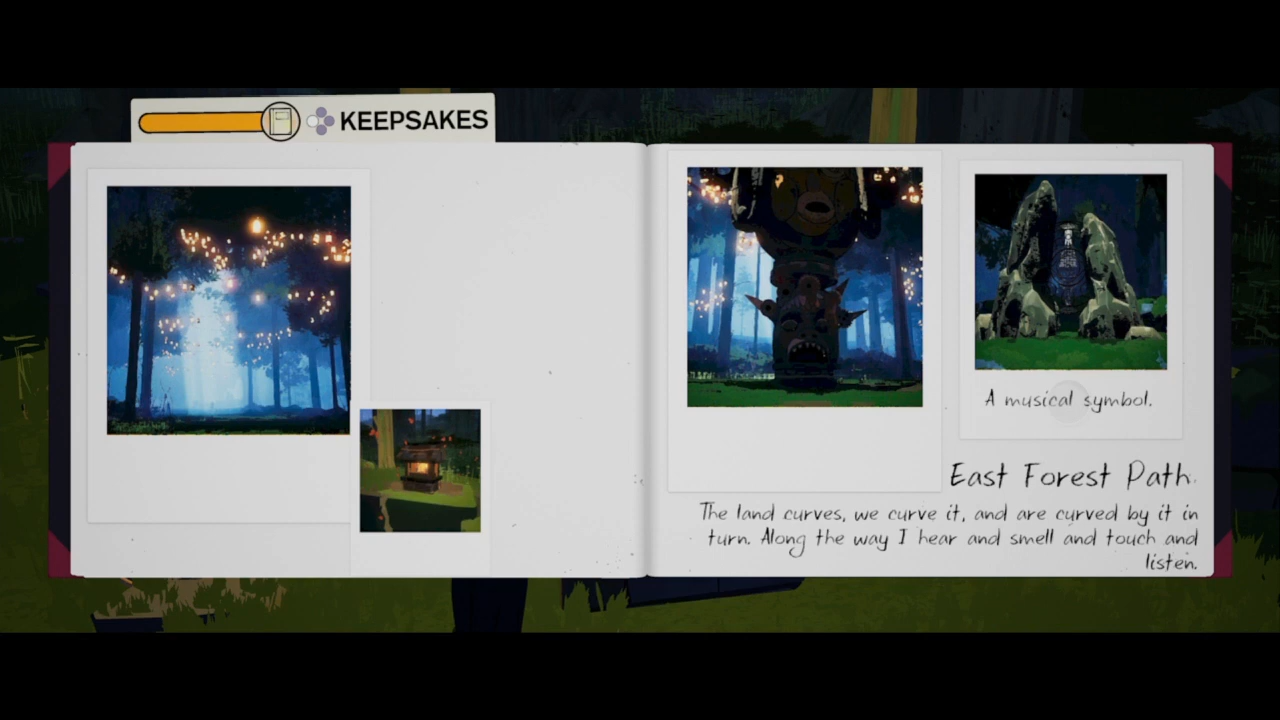 KEEPSAKES
A musical symbol.
East Forest Path.
The land curves, we curve it, and are curved by it in
turn. Along the way I hear and smell and touch and
listen.